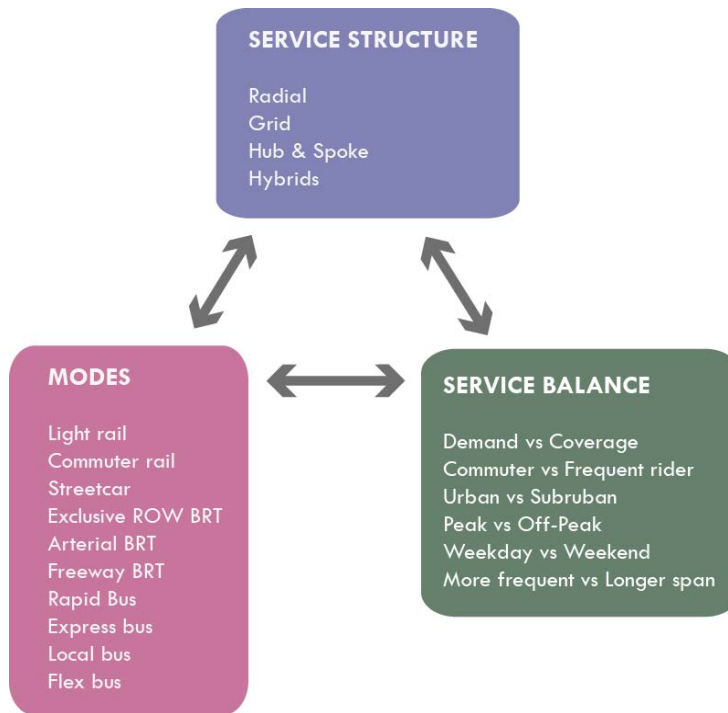 SERVICE STRUCTURE
Radial
Grid
Hub & Spoke
Hybrids
MODES
Light rail
Commuter rail
Streetcar
Exclusive ROW BRT
Arterial BRT
Freeway BRT
Rapid Bus
Express bus
Local bus
Flex bus
SERVICE BALANCE
Demand vs Coverage
Commuter vs Frequent rider
Urban vs Subruban
Peak vs Off-Peak
Weekday vs Weekend
More frequent vs Longer span